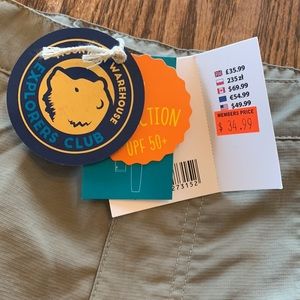 WAREHOUSE
EXPLORERS CLUB
CTION
UPF 50+
£35.99
235 zł
$69.99
€54.99
$49.99
MEMBERS PRICE
$ 34.99
273152